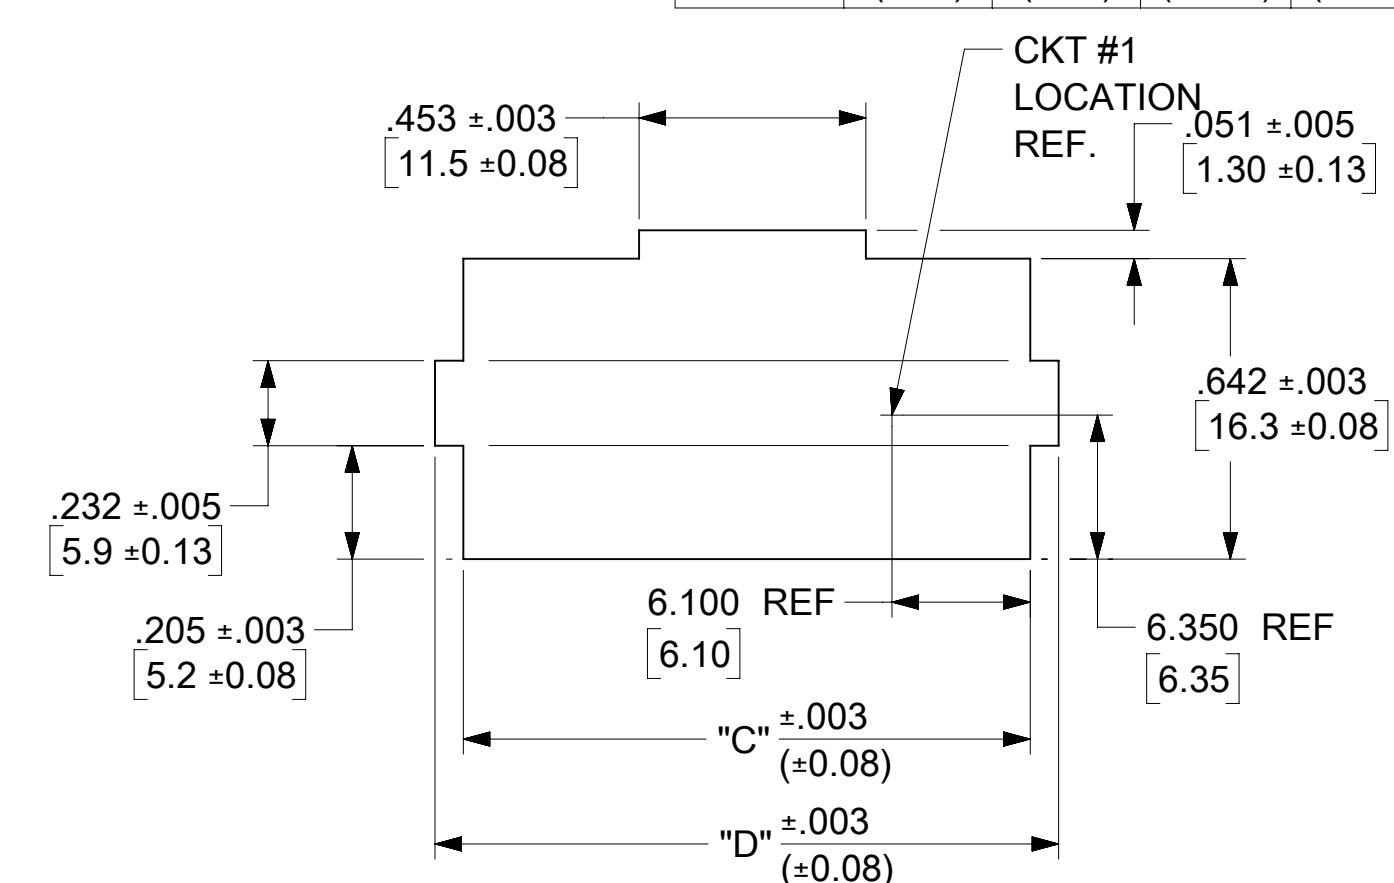 CKT #1
LOCATION
REF.
.453 ±.003
[11.5 ±0.08]
.051 ±.005
[1.30 ±0.13]
.642 ±.003
[16.3 ±0.08]
.232 ±.005
[5.9 ±0.13]
.205 ±.003
[5.2 ±0.08]
6.100 REF
[6.10]
6.350 REF
[6.35]
"C" ±.003
(±0.08)
"D" ±.003
(±0.08)